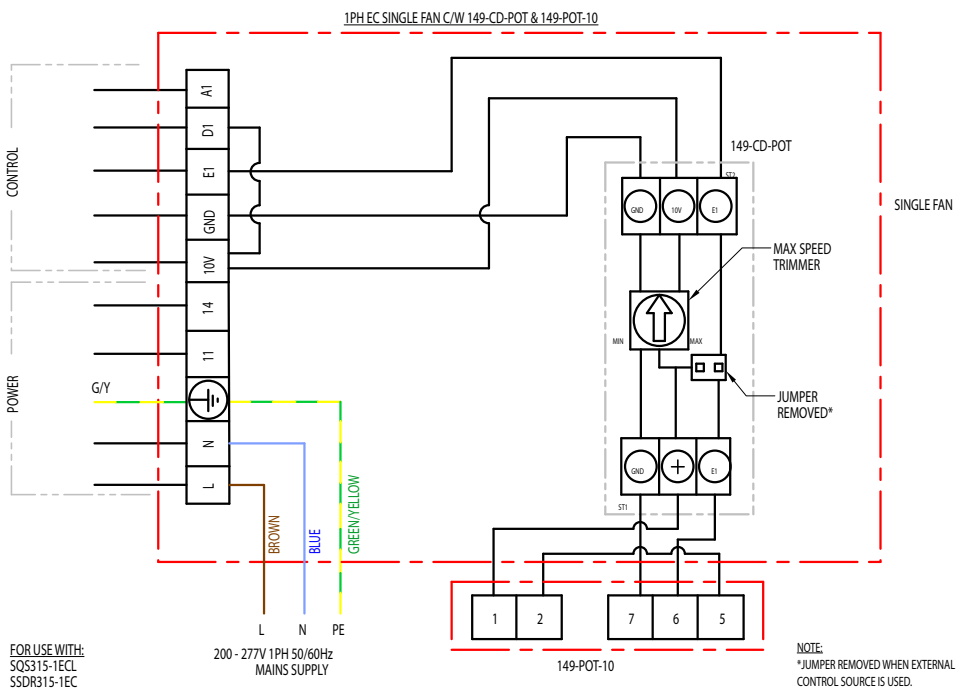 1PH EC SINGLE FAN C/W 149-CD-POT & 149-POT-10
CONTROL
A1
D1
E1
GND
10V
POWER
14
11
G/Y
N
L
BROWN
BLUE
GREEN/YELLOW
L N PE
200 - 277V 1PH 50/60Hz
MAINS SUPPLY
149-CD-POT
ST2
GND 10V E1
SINGLE FAN
MAX SPEED
TRIMMER
MIN MAX
JUMPER
REMOVED*
GND + E1
ST1
1 2 7 6 5
149-POT-10
FOR USE WITH:
SQS315-1ECL
SSDR315-1EC
NOTE:
*JUMPER REMOVED WHEN EXTERNAL
CONTROL SOURCE IS USED.